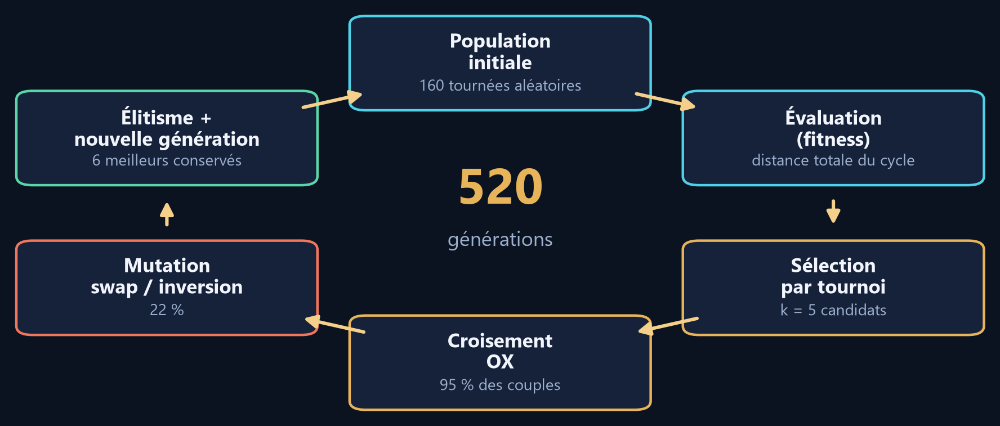 Population
initiale
160 tournées aléatoires
Évaluation
(fitness)
distance totale du cycle
Sélection
par tournoi
k = 5 candidats
Croisement
OX
95 % des couples
Mutation
swap / inversion
22 %
Élitisme +
nouvelle génération
6 meilleurs conservés
520
générations